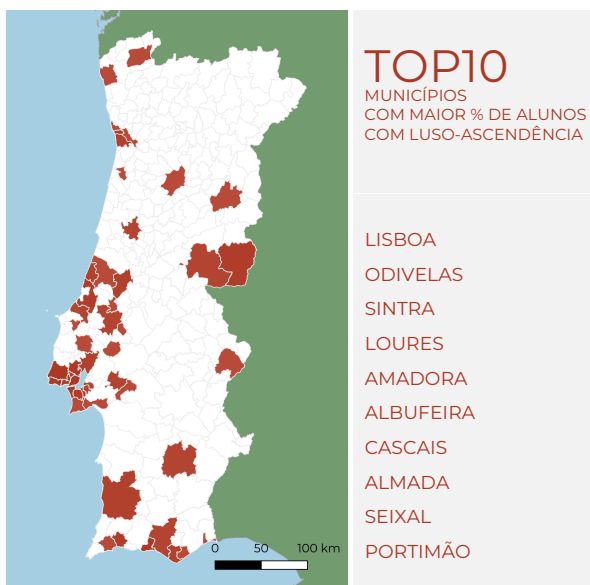 TOP10
MUNICÍPIOS
COM MAIOR % DE ALUNOS
COM LUSO-ASCENDÊNCIA
LISBOA
ODIVELAS
SINTRA
LOURES
AMADORA
ALBUFEIRA
CASCAIS
ALMADA
SEIXAL
PORTIMÃO
0 50 100 km